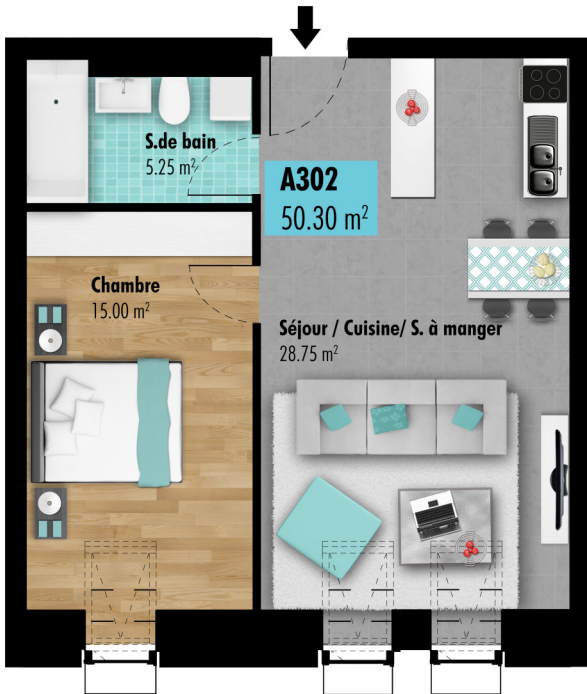 S.de bain
5.25 m²
A302
50.30 m²
Chambre
15.00 m²
Séjour / Cuisine/ S. à manger
28.75 m²